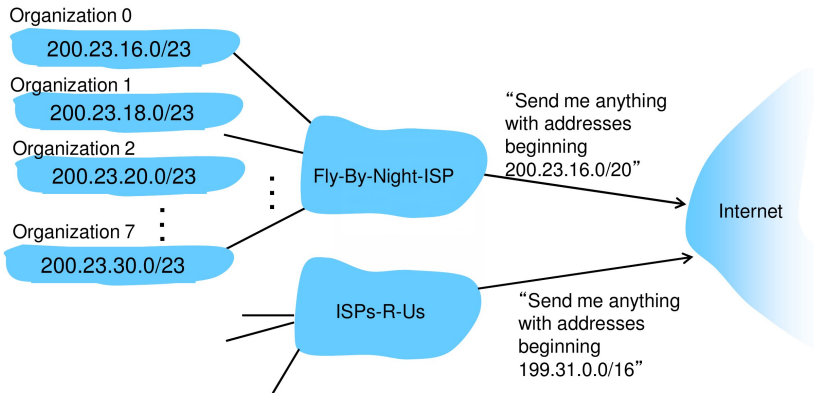 Organization 0
200.23.16.0/23
Organization 1
200.23.18.0/23
Organization 2
200.23.20.0/23
Organization 7
200.23.30.0/23
Fly-By-Night-ISP
“Send me anything
with addresses
beginning
200.23.16.0/20”
Internet
ISPs-R-Us
“Send me anything
with addresses
beginning
199.31.0.0/16”